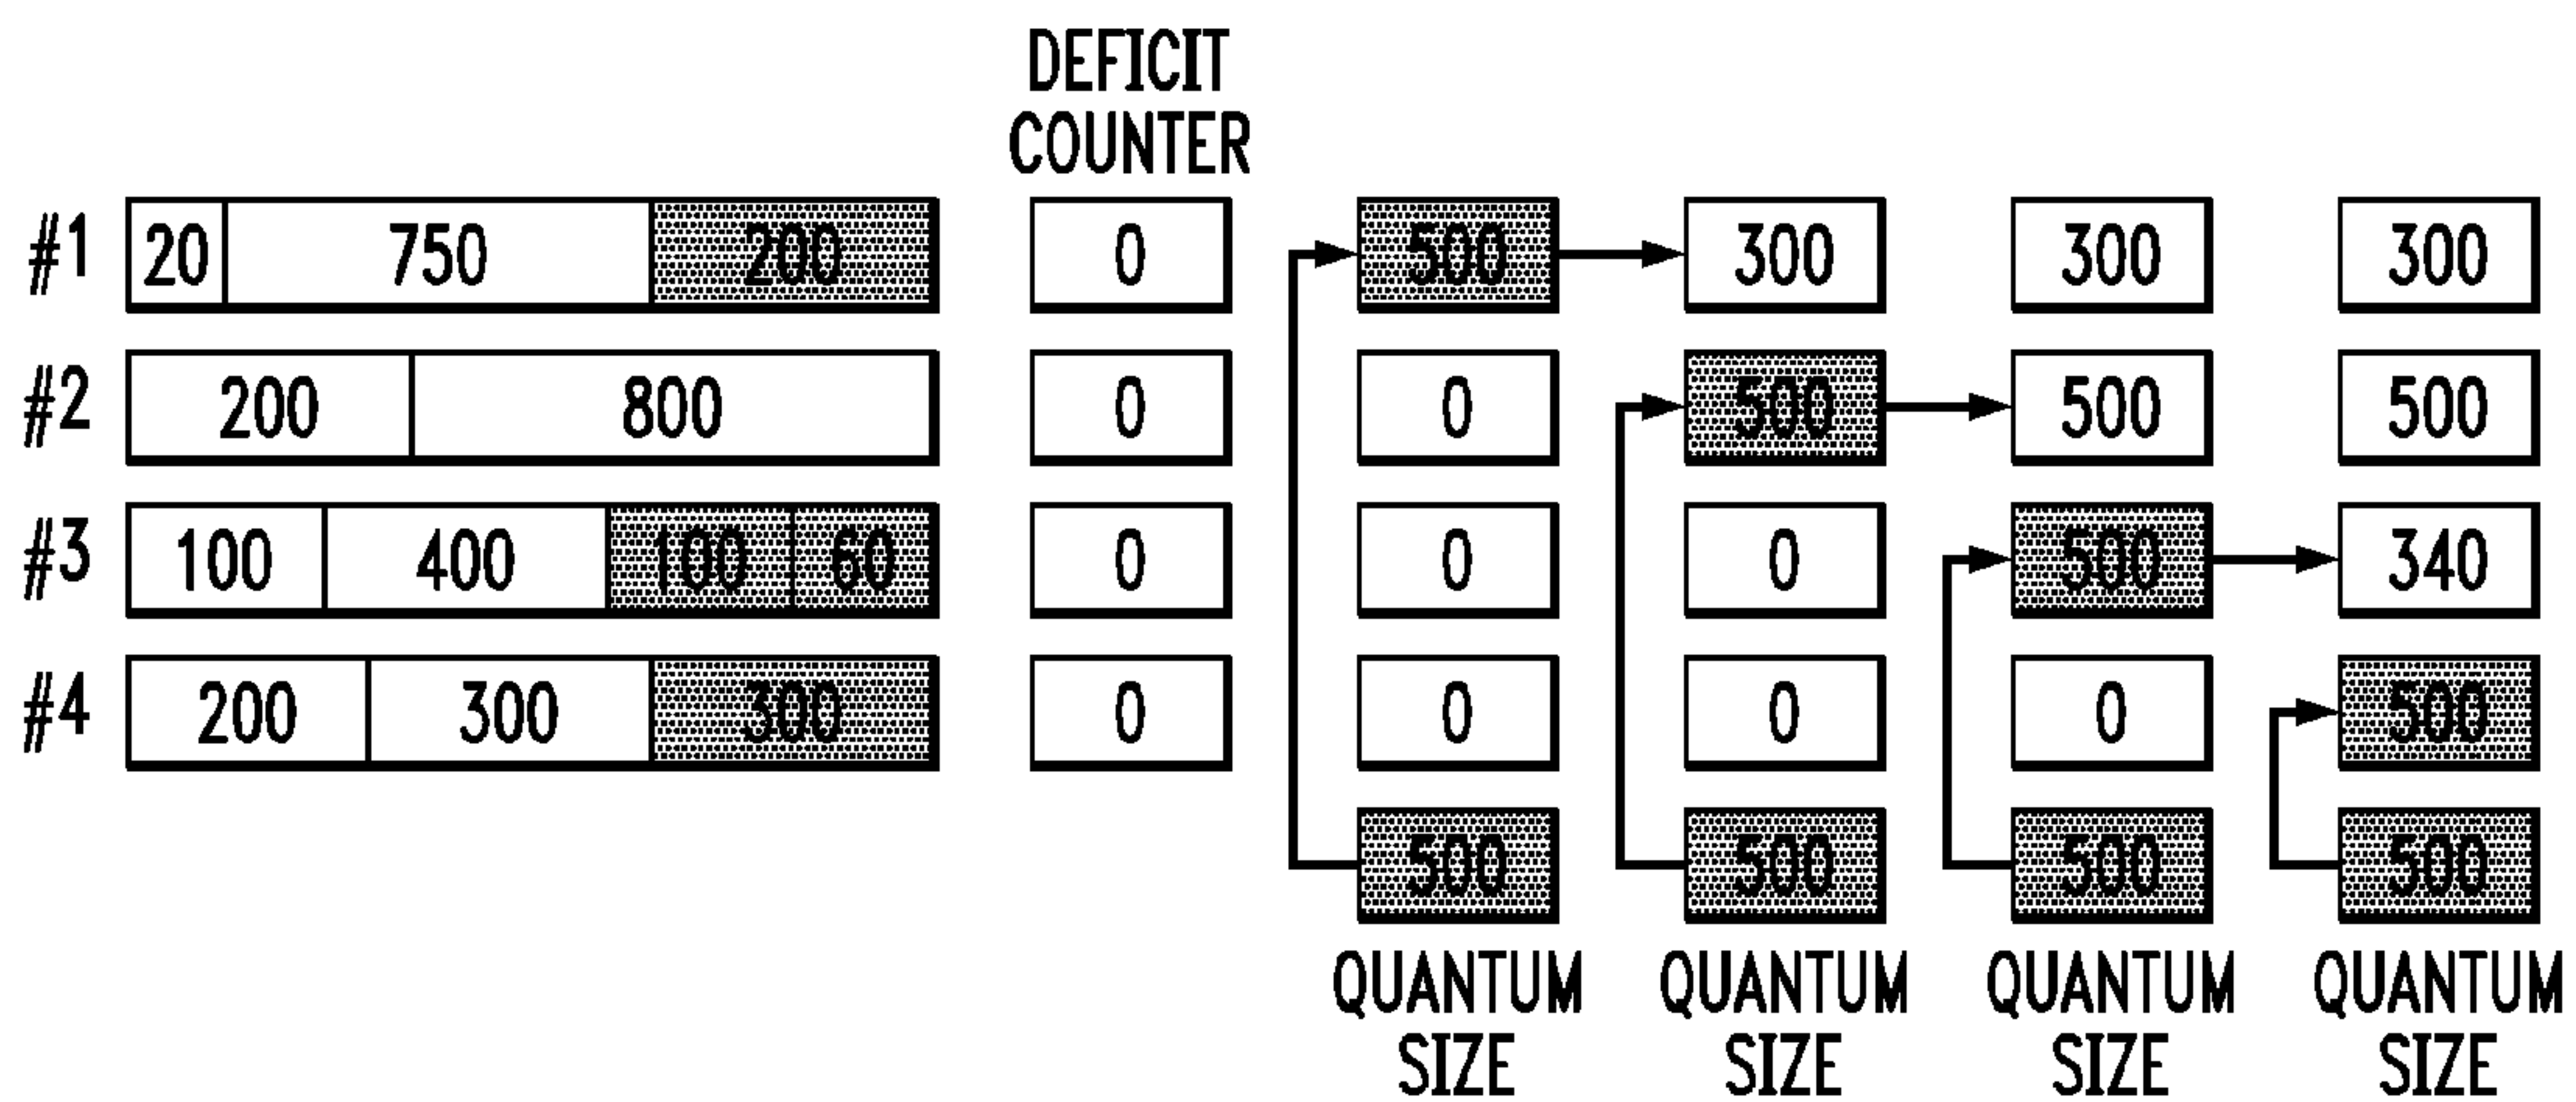 DEFICIT
COUNTER
#1 20 750 200 0 500 300 300 300
#2 200 800 0 0 500 500 500
#3 100 400 100 60 0 0 0 500 340
#4 200 300 300 0 0 0 0 500
500 500 500 500
QUANTUM QUANTUM QUANTUM QUANTUM
SIZE SIZE SIZE SIZE